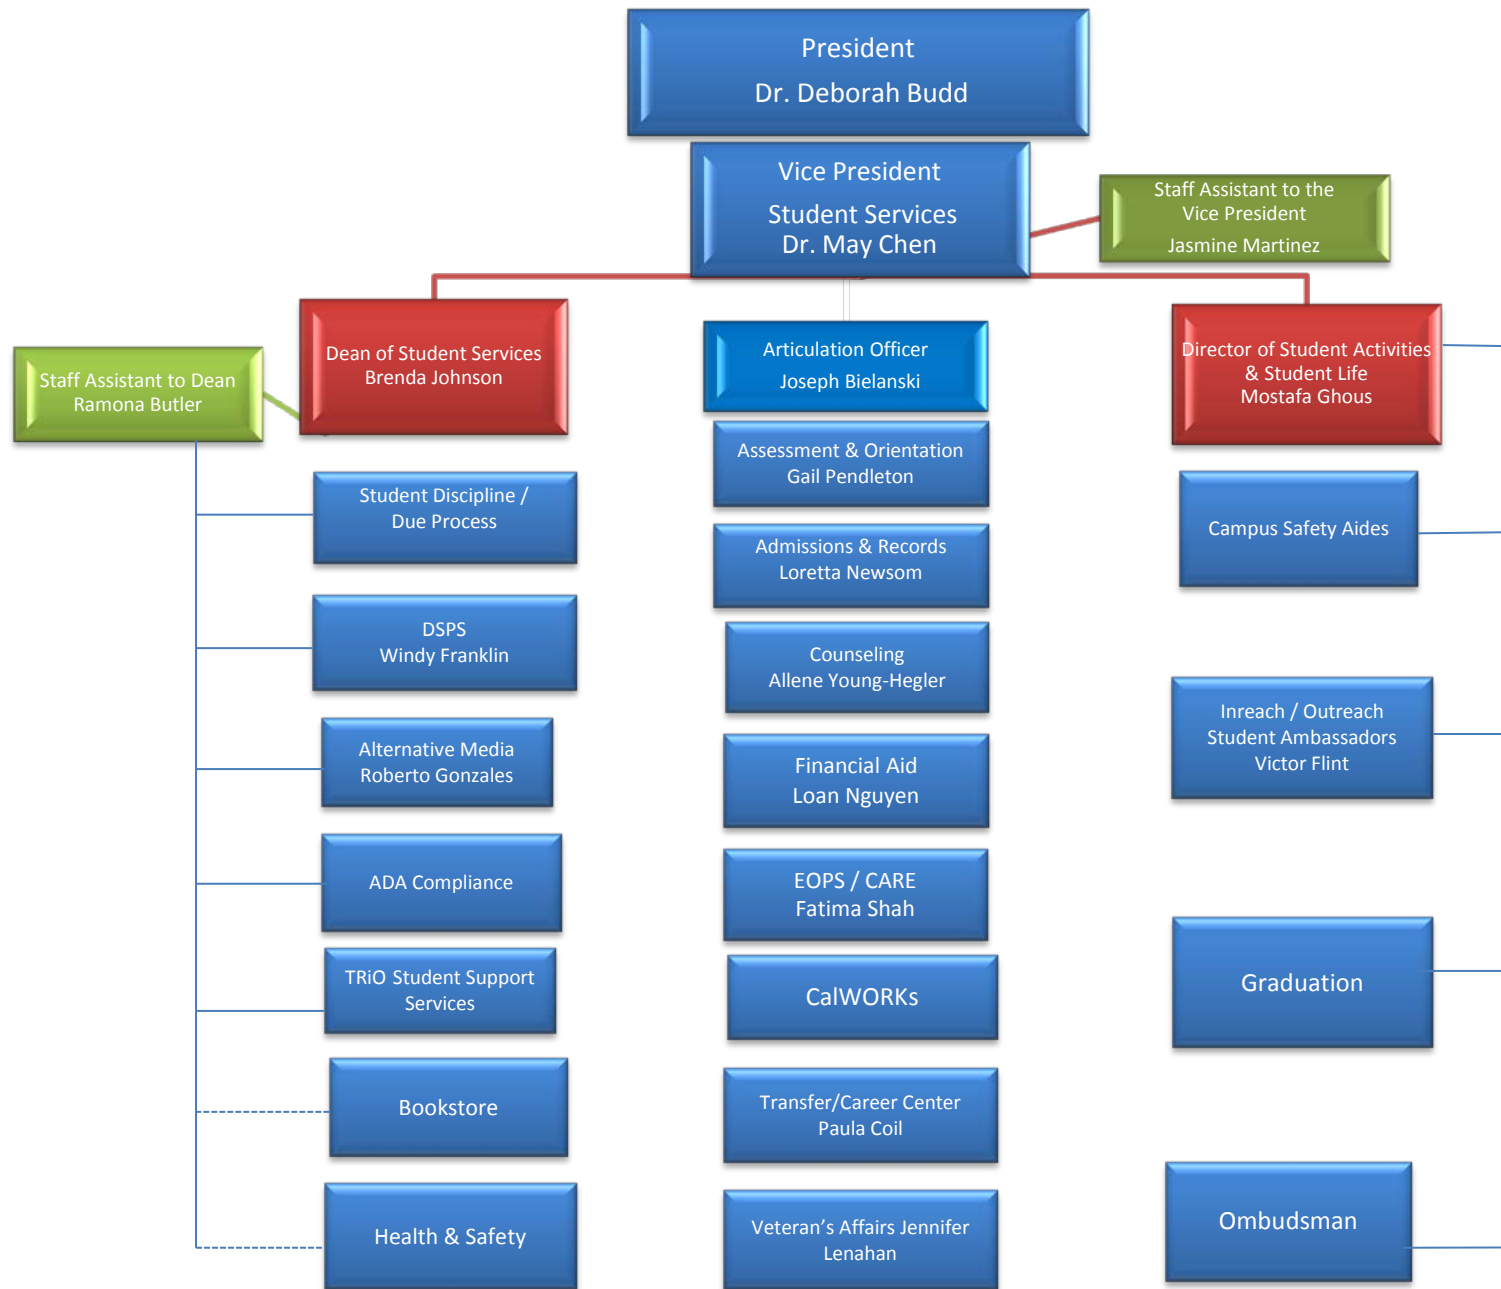 President
Dr. Deborah Budd
Vice President
Student Services
Dr. May Chen
Staff Assistant to the
Vice President
Jasmine Martinez
Dean of Student Services
Brenda Johnson
Staff Assistant to Dean
Ramona Butler
Articulation Officer
Joseph Bielanski
Director of Student Activities
& Student Life
Mostafa Ghous
Student Discipline /
Due Process
DSPS
Windy Franklin
Alternative Media
Roberto Gonzales
ADA Compliance
TRiO Student Support
Services
Bookstore
Health & Safety
Assessment & Orientation
Gail Pendleton
Admissions & Records
Loretta Newsom
Counseling
Allene Young-Hegler
Financial Aid
Loan Nguyen
EOPS / CARE
Fatima Shah
CalWORKs
Transfer/Career Center
Paula Coil
Veteran’s Affairs Jennifer
Lenahan
Campus Safety Aides
Inreach / Outreach
Student Ambassadors
Victor Flint
Graduation
Ombudsman